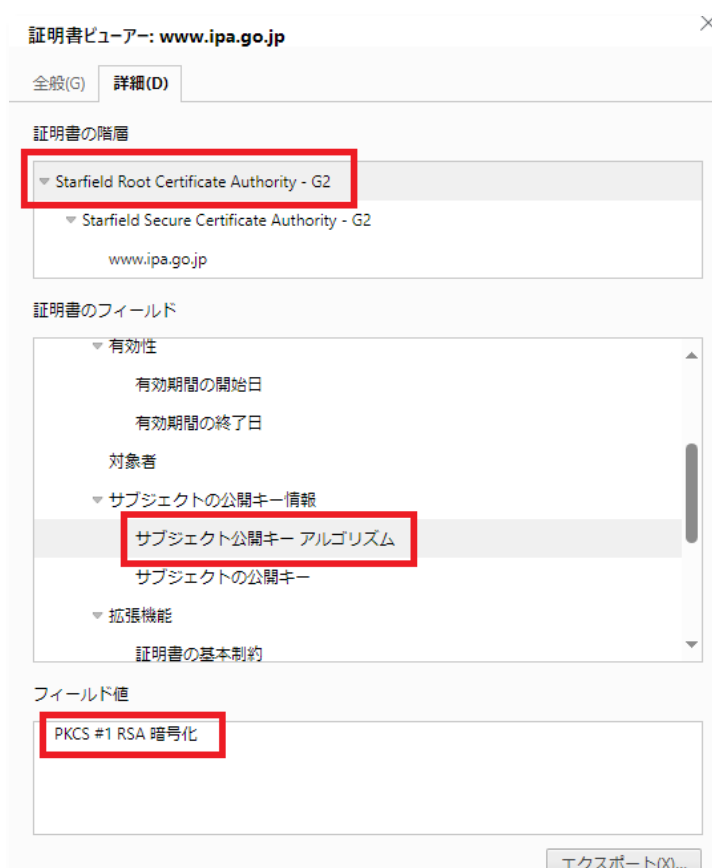 証明書ビューアー: www.ipa.go.jp
全般(G) 詳細(D)
証明書の階層
Starfield Root Certificate Authority - G2
Starfield Secure Certificate Authority - G2
www.ipa.go.jp
証明書のフィールド
有効性
有効期間の開始日
有効期間の終了日
対象者
サブジェクトの公開キー情報
サブジェクト公開キー アルゴリズム
サブジェクトの公開キー
拡張機能
証明書の基本制約
フィールド値
PKCS #1 RSA 暗号化
エクスポート(X)...